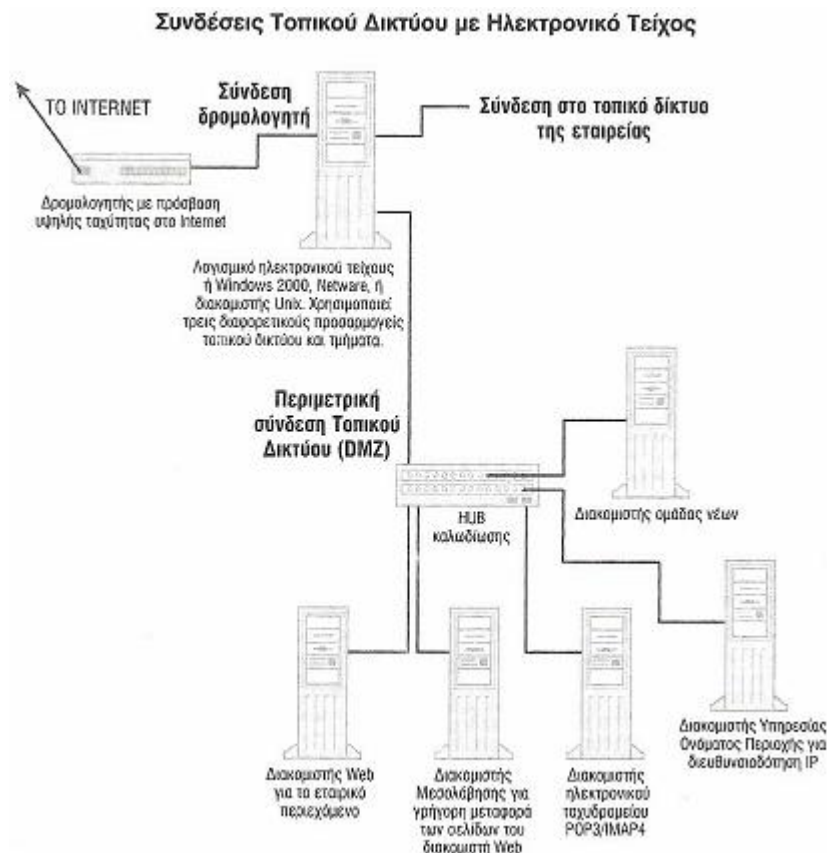 Συνδέσεις Τοπικού Δικτύου με Ηλεκτρονικό Τείχος
TO INTERNET
Σύνδεση
δρομολογητή
Σύνδεση στο τοπικό δίκτυο
της εταιρείας
Δρομολογητής με πρόσβαση
υψηλής ταχύτητας στο Internet
Λογισμικό ηλεκτρονικού τείχους
ή Windows 2000, Netware, ή
διακομιστής Unix. Χρησιμοποιεί
τρεις διαφορετικούς προσαρμογείς
τοπικού δικτύου και τμήματα.
Περιμετρική
σύνδεση Τοπικού
Δικτύου (DMZ)
HUB
καλωδίωσης
Διακομιστής ομάδας νέων
Διακομιστής Υπηρεσίας
Ονόματος Περιοχής για
διευθυνσιοδότηση IP
Διακομιστής Web
για το εταιρικό
περιεχόμενο
Διακομιστής
Μεσολάβησης για
γρήγορη μεταφορά
των σελίδων του
διακομιστή Web
Διακομιστής
ηλεκτρονικού
ταχυδρομείου
POP3/IMAP4